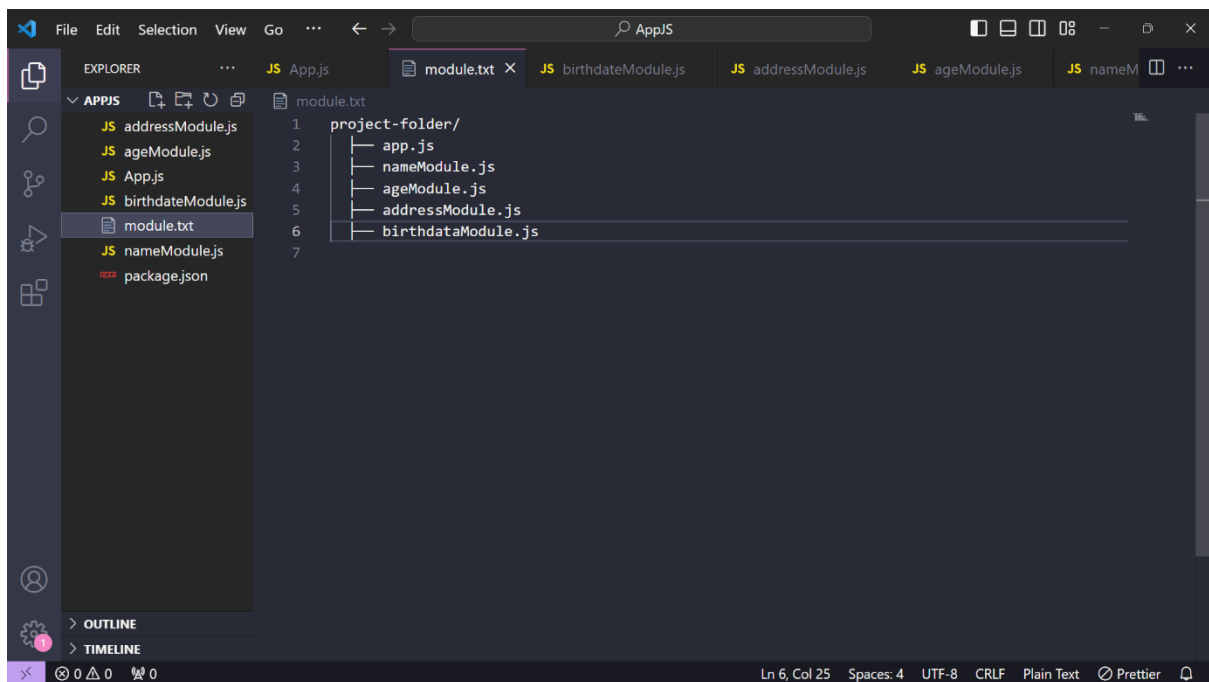 File Edit Selection View Go ··· ← → AppJS
EXPLORER ···
JS App.js module.txt × JS birthdateModule.js JS addressModule.js JS ageModule.js JS nameM ···
APPJS
JS addressModule.js
JS ageModule.js
JS App.js
JS birthdateModule.js
module.txt
JS nameModule.js
package.json
OUTLINE
TIMELINE
module.txt
1 project-folder/
2 ├── app.js
3 ├── nameModule.js
4 ├── ageModule.js
5 ├── addressModule.js
6 ├── birthdataModule.js
7
1
0 0 0 Ln 6, Col 25 Spaces: 4 UTF-8 CRLF Plain Text Prettier